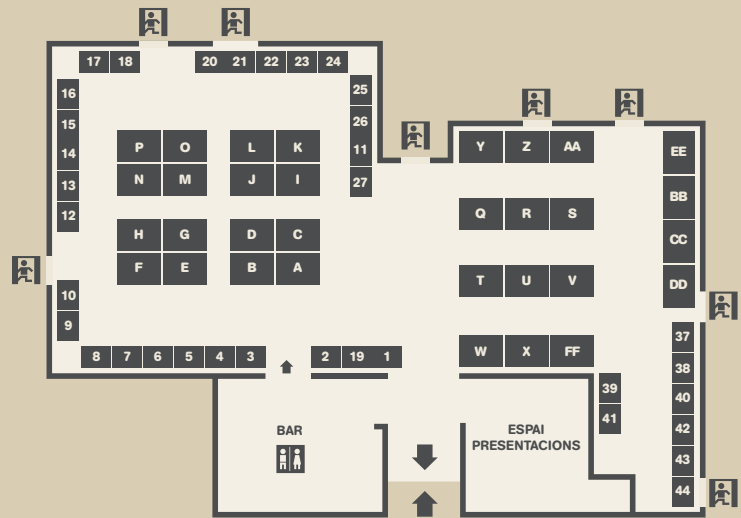 17 18 20 21 22 23 24
16 25
15 26
14 P O L K 11
13 N M J I 27
12
H G D C
F E B A
10
9
8 7 6 5 4 3 2 19 1
Y Z AA EE
BB
Q R S CC
T U V DD
37
W X FF 38
39 40
41 42
43
44
BAR
ESPAI
PRESENTACIONS